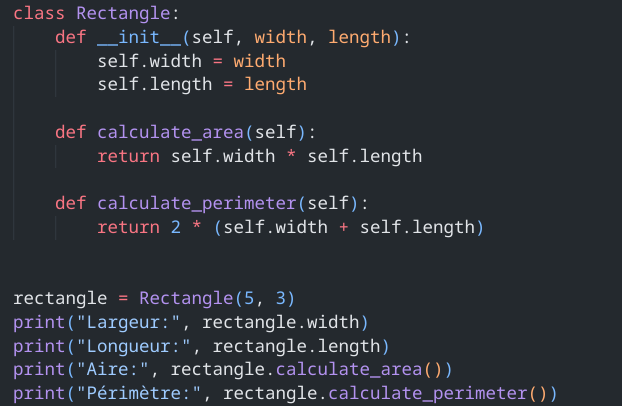 class Rectangle:
    def __init__(self, width, length):
        self.width = width
        self.length = length

    def calculate_area(self):
        return self.width * self.length

    def calculate_perimeter(self):
        return 2 * (self.width + self.length)


rectangle = Rectangle(5, 3)
print("Largeur:", rectangle.width)
print("Longueur:", rectangle.length)
print("Aire:", rectangle.calculate_area())
print("Périmètre:", rectangle.calculate_perimeter())